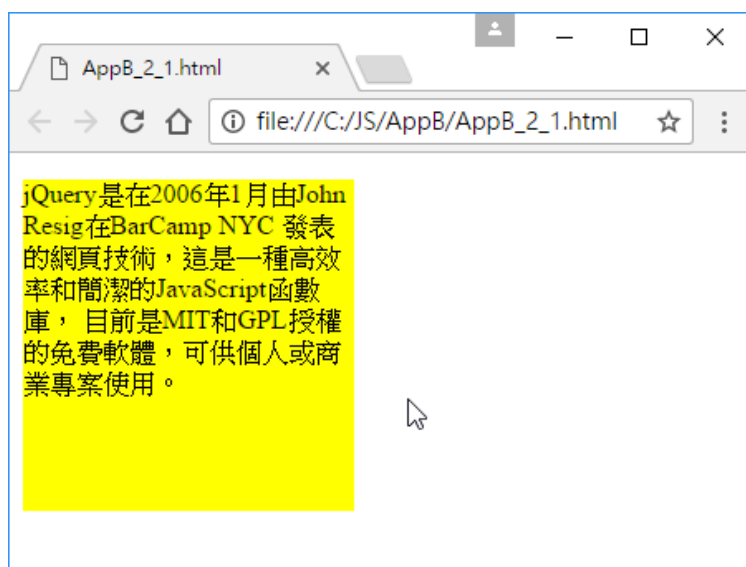 AppB_2_1.html
file:///C:/JS/AppB/AppB_2_1.html
jQuery是在2006年1月由John
Resig在BarCamp NYC 發表
的網頁技術，這是一種高效
率和簡潔的JavaScript函數
庫， 目前是MIT和GPL授權
的免費軟體，可供個人或商
業專案使用。